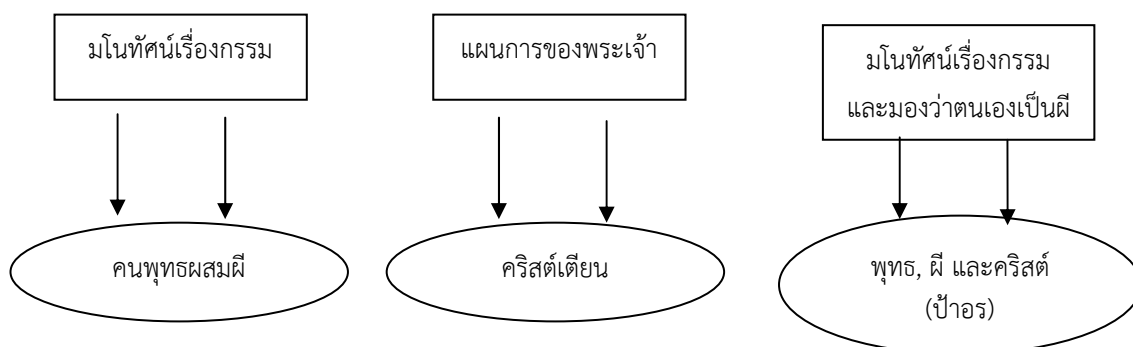 มโนทัศน์เรื่องกรรม
แผนการของพระเจ้า
มโนทัศน์เรื่องกรรม
และมองว่าตนเองเป็นผี
คนพุทธผสมผี
คริสต์เตียน
พุทธ, ผี และคริสต์
(ป้าอร)